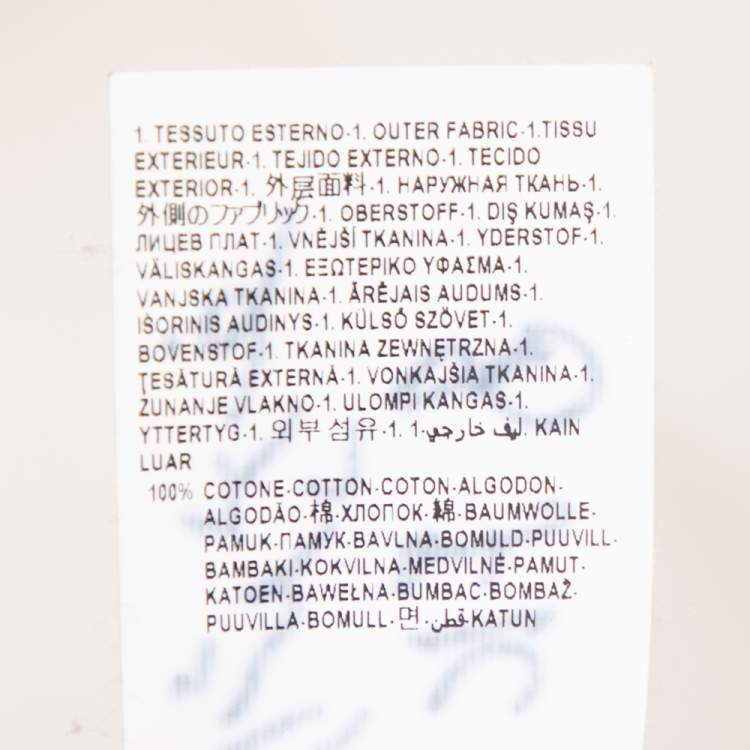 1. TESSUTO ESTERNO-1. OUTER FABRIC-1.TISSU
EXTERIEUR-1. TEJIDO EXTERNO-1. TECIDO
EXTERIOR-1. 外层面料-1. НАРУЖНАЯ ТКАНЬ-1.
外側のファブリック-1. OBERSTOFF-1. DIŞ KUMAŞ-1.
ЛИЦЕВ ПЛАТ-1. VNĚJŠÍ TKANINA-1. YDERSTOF-1.
VÄLISKANGAS-1. ΕΞΩΤΕΡΙΚΟ ΥΦΑΣΜΑ-1.
VANJSKA TKANINA-1. ĀRĒJAIS AUDUMS-1.
IŠORINIS AUDINYS-1. KÜLSŐ SZÖVET-1.
BOVENSTOF-1. TKANINA ZEWNĘTRZNA-1.
ŢESĂTURĂ EXTERNĂ-1. VONKAJŠIA TKANINA-1.
ZUNANJE VLAKNO-1. ULOMPI KANGAS-1.
YTTERTYG-1. 외부 섬유-1. 1-ليف خارجي. KAIN
LUAR
100% COTONE-COTTON-COTON-ALGODON-
ALGODÃO-棉-ХЛОПОК-綿-BAUMWOLLE-
PAMUK-ПАМУК-BAVLNA-BOMULD-PUUVILL-
BAMBAKI-KOKVILNA-MEDVILNĖ-PAMUT-
KATOEN-BAWEŁNA-BUMBAC-BOMBAŽ-
PUUVILLA-BOMULL-면-قطن-KATUN